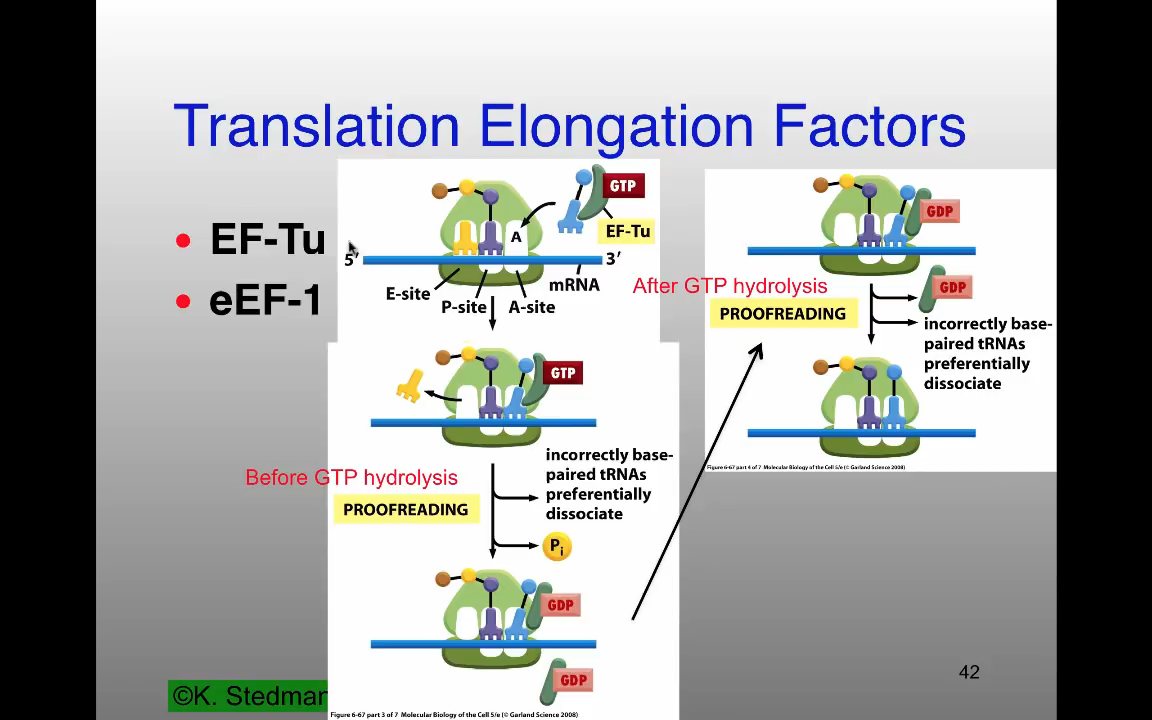 Translation Elongation Factors
• EF-Tu
• eEF-1
GTP
EF-Tu
A
5′
3′
mRNA
E-site
P-site
A-site
GTP
Before GTP hydrolysis
PROOFREADING
incorrectly base-
paired tRNAs
preferentially
dissociate
Pi
GDP
GDP
Figure 6-67 part 3 of 7 Molecular Biology of the Cell 5/e (© Garland Science 2008)
GDP
After GTP hydrolysis
PROOFREADING
GDP
incorrectly base-
paired tRNAs
preferentially
dissociate
Figure 6-67 part 4 of 7 Molecular Biology of the Cell 5/e (© Garland Science 2008)
©K. Stedman
42